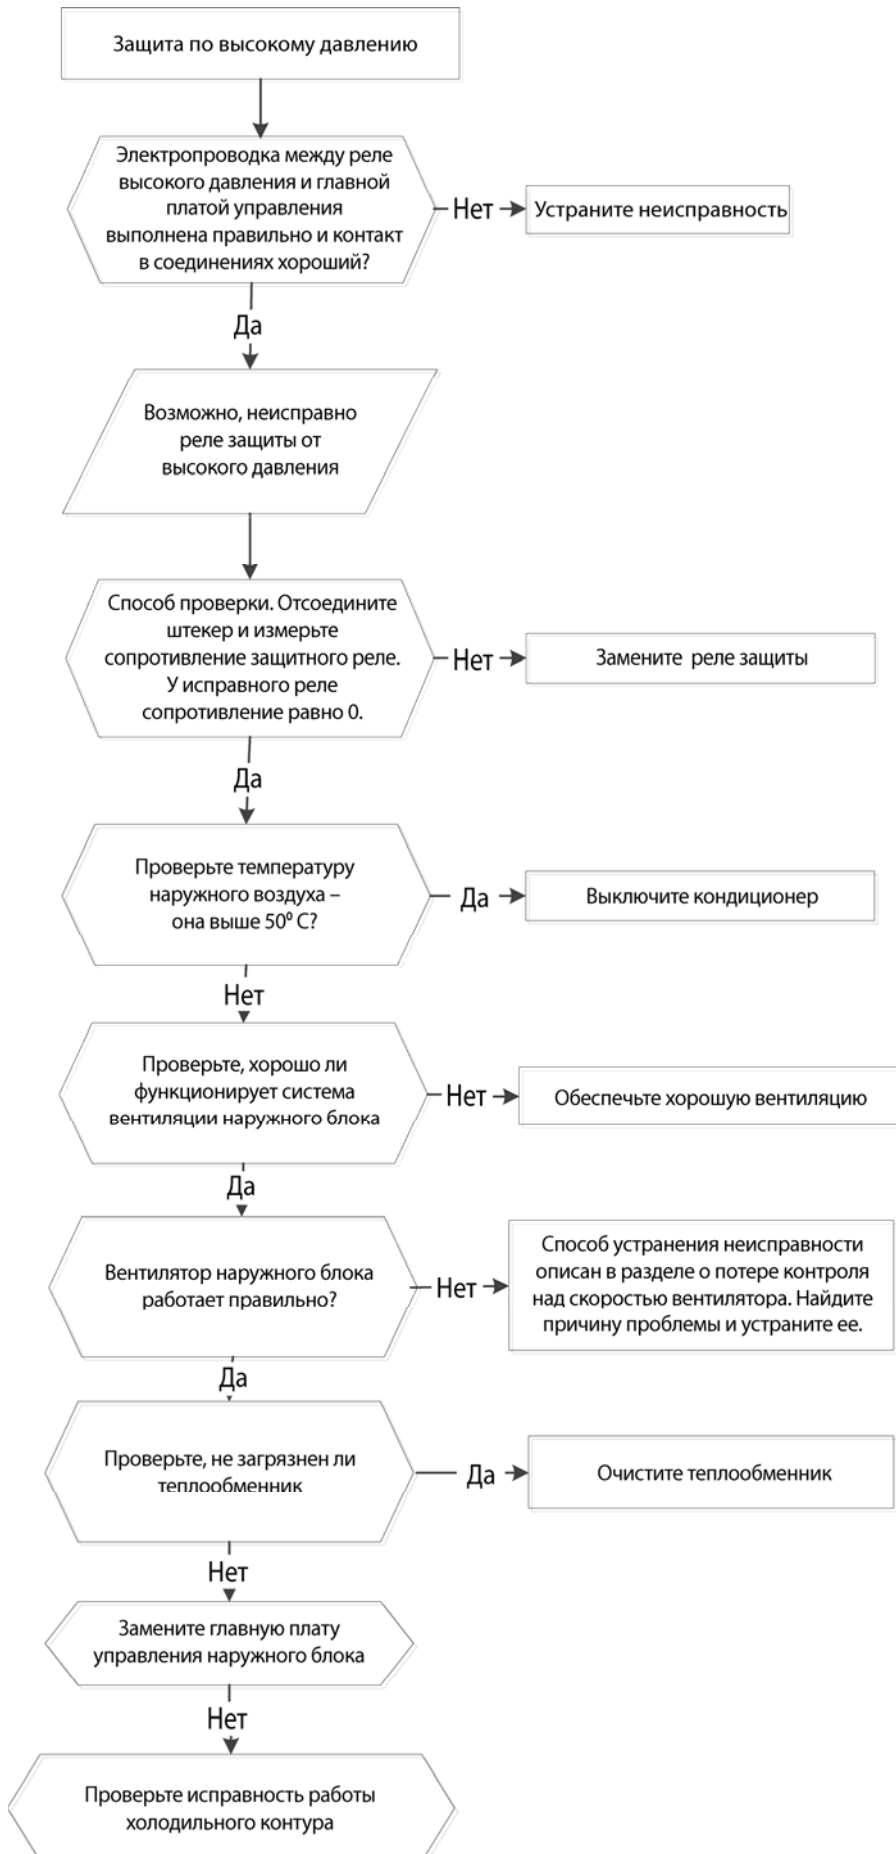 Защита по высокому давлению
Электропроводка между реле
высокого давления и главной
платой управления
выполнена правильно и контакт
в соединениях хороший?
Нет
Устраните неисправность
Да
Возможно, неисправно
реле защиты от
высокого давления
Способ проверки. Отсоедините
штекер и измерьте
сопротивление защитного реле.
У исправного реле
сопротивление равно 0.
Нет
Замените реле защиты
Да
Проверьте температуру
наружного воздуха –
она выше 50⁰ С?
Да
Выключите кондиционер
Нет
Проверьте, хорошо ли
функционирует система
вентиляции наружного блока
Нет
Обеспечьте хорошую вентиляцию
Да
Вентилятор наружного блока
работает правильно?
Нет
Способ устранения неисправности
описан в разделе о потере контроля
над скоростью вентилятора. Найдите
причину проблемы и устраните ее.
Да
Проверьте, не загрязнен ли
теплообменник
Да
Очистите теплообменник
Нет
Замените главную плату
управления наружного блока
Нет
Проверьте исправность работы
холодильного контура